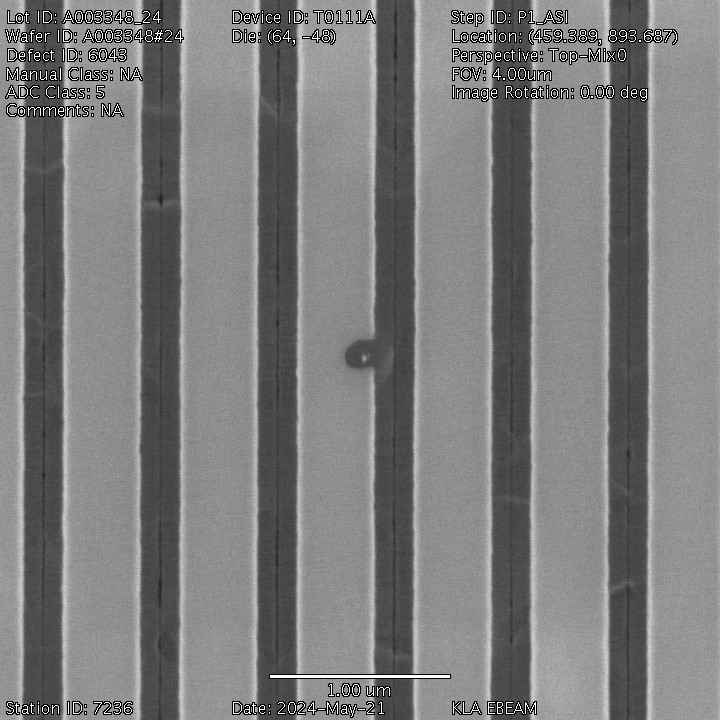 Lot ID: A003348_24
Wafer ID: A003348#24
Defect ID: 6043
Manual Class: NA
ADC Class: 5
Comments: NA
Device ID: T0111A
Die: (64, -48)
Step ID: P1_ASI
Location: (459.389, 893.687)
Perspective: Top-Mix0
FOV: 4.00um
Image Rotation: 0.00 deg
1.00 um
Station ID: 7236
Date: 2024-May-21
KLA EBEAM